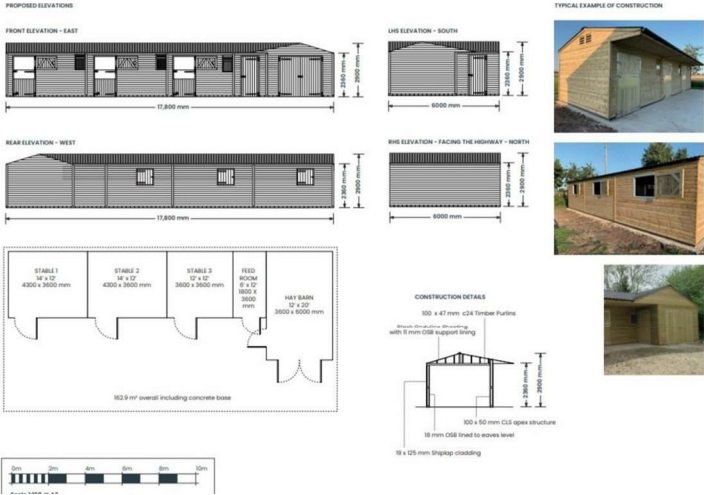 PROPOSED ELEVATIONS
TYPICAL EXAMPLE OF CONSTRUCTION
FRONT ELEVATION - EAST
LHS ELEVATION - SOUTH
2360 mm
2900 mm
17,800 mm
2360 mm
2900 mm
6000 mm
REAR ELEVATION - WEST
RHS ELEVATION - FACING THE HIGHWAY - NORTH
2360 mm
2900 mm
17,800 mm
2360 mm
2900 mm
6000 mm
STABLE 1
14' x 12'
4300 x 3600 mm
STABLE 2
14' x 12'
4300 x 3600 mm
STABLE 3
12' x 12'
3600 x 3600 mm
FEED
ROOM
6' x 12'
1800 X
3600
mm
HAY BARN
12' x 20'
3600 x 6000 mm
162.9 m² overall including concrete base
CONSTRUCTION DETAILS
100 x 47 mm c24 Timber Purlins
with 11 mm OSB support lining
2360 mm
2900 mm
100 x 50 mm CLS apex structure
18 mm OSB lined to eaves level
19 x 125 mm Shiplap cladding
0m 2m 4m 6m 8m 10m